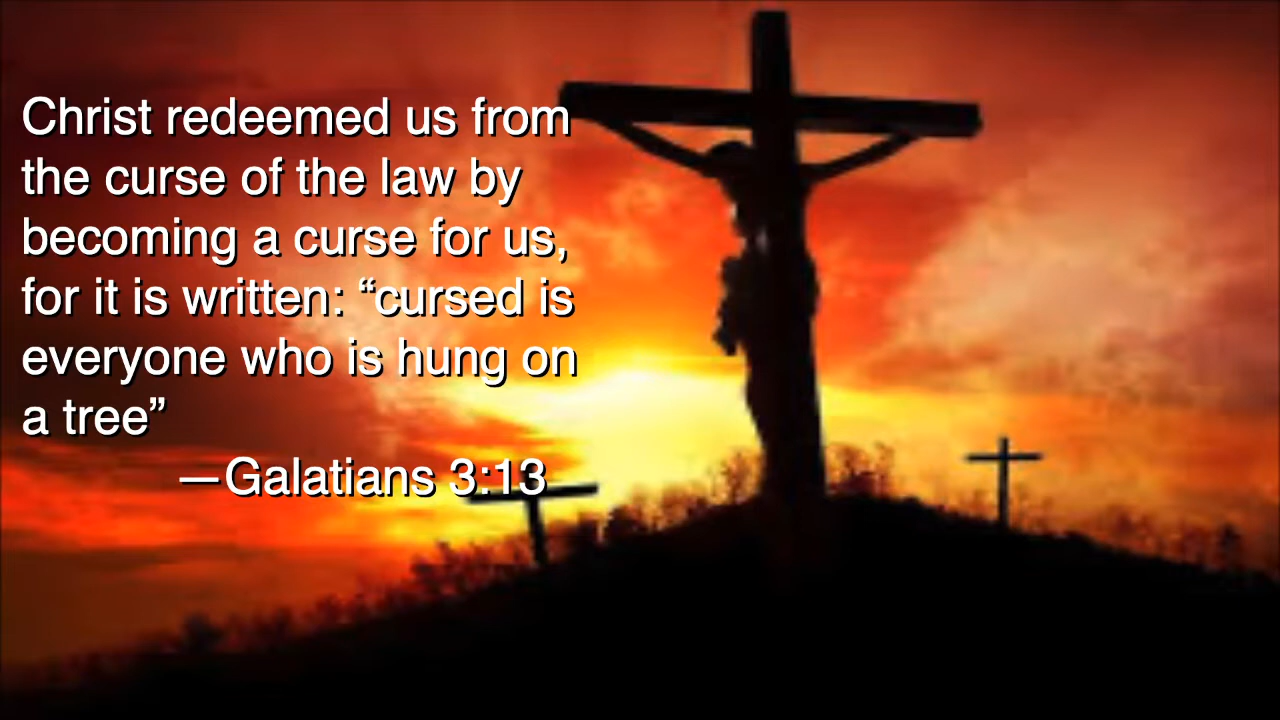 Christ redeemed us from
the curse of the law by
becoming a curse for us,
for it is written: “cursed is
everyone who is hung on
a tree”
—Galatians 3:13